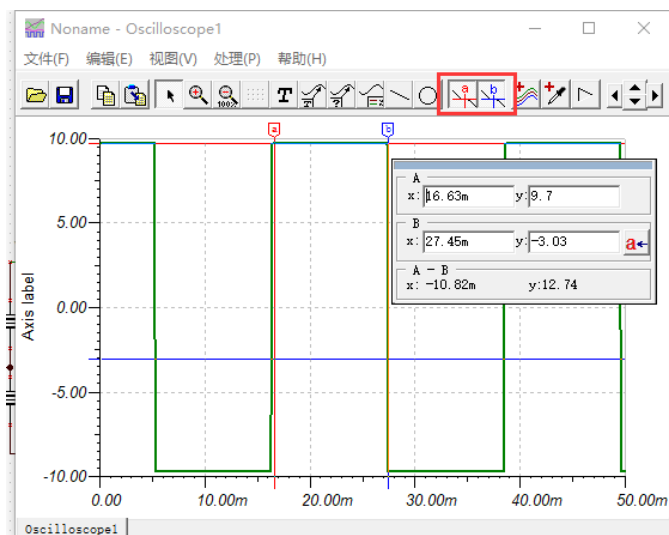 Noname - Oscilloscope1
文件(F) 编辑(E) 视图(V) 处理(P) 帮助(H)
100%
T
a b
a b
10.00
5.00
0.00
-5.00
-10.00
Axis label
A
x: 16.63m y: 9.7
B
x: 27.45m y: -3.03
a
A - B
x: -10.82m y: 12.74
0.00 10.00m 20.00m 30.00m 40.00m 50.00m
Oscilloscope1